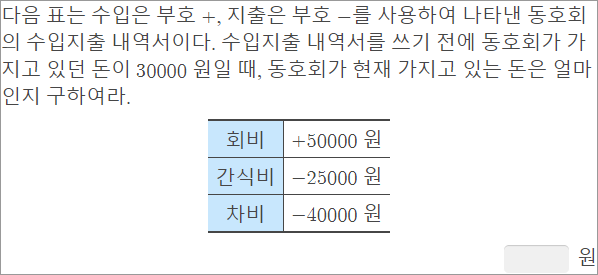 다음 표는 수입은 부호 +, 지출은 부호 −를 사용하여 나타낸 동호회
의 수입지출 내역서이다. 수입지출 내역서를 쓰기 전에 동호회가 가
지고 있던 돈이 30000 원일 때, 동호회가 현재 가지고 있는 돈은 얼마
인지 구하여라.
회비 +50000 원
간식비 −25000 원
차비 −40000 원
원